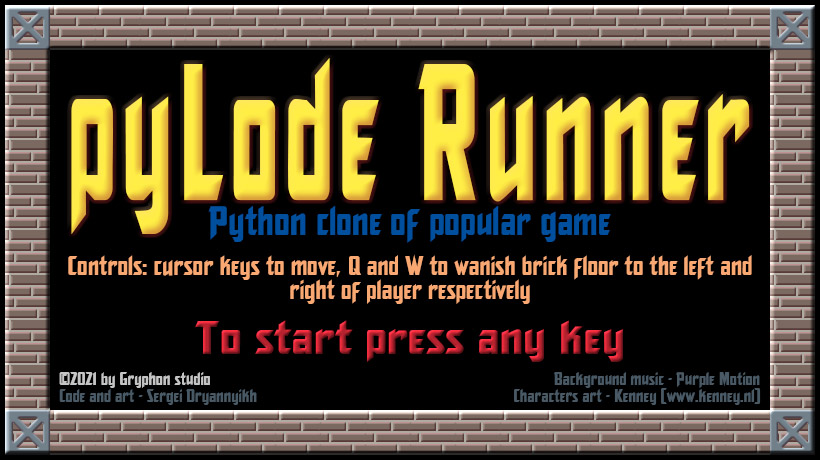 pyLode Runner
Python clone of popular game
Controls: cursor keys to move, Q and W to wanish brick floor to the left and
right of player respectively
To start press any key
©2021 by Gryphon studio
Background music - Purple Motion
Code and art - Sergei Dryannyikh
Characters art - Kenney [www.kenney.nl]